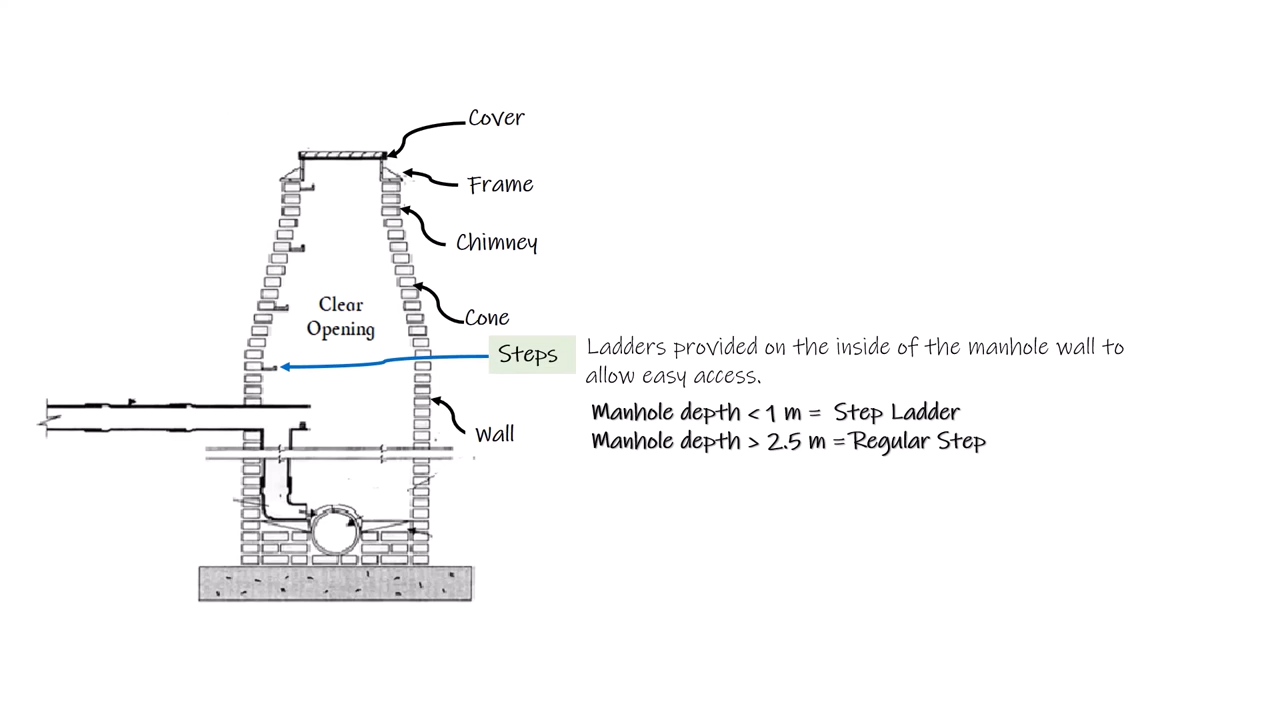 Cover
Frame
Chimney
Clear
Opening
Cone
Steps
Ladders provided on the inside of the manhole wall to
allow easy access.
Manhole depth < 1 m = Step Ladder
Manhole depth > 2.5 m = Regular Step
Wall